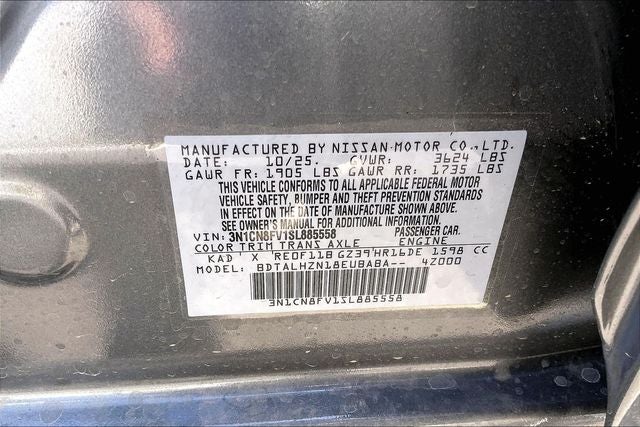 MANUFACTURED BY NISSAN MOTOR CO., LTD.
DATE: 10/25. GVWR: 3624 LBS
GAWR FR: 1905 LBS GAWR RR: 1735 LBS
THIS VEHICLE CONFORMS TO ALL APPLICABLE FEDERAL MOTOR
VEHICLE SAFETY, BUMPER AND THEFT PREVENTION STANDARDS
IN EFFECT ON THE DATE OF MANUFACTURE SHOWN ABOVE.
SEE OWNER'S MANUAL FOR ADDITIONAL INFORMATION
VIN: 3N1CN8FV1SL885558 PASSENGER CAR
COLOR TRIM TRANS AXLE ENGINE
KAD X RE0F11B GZ39 HR16DE 1598 CC
MODEL: BDTALHZN18EUBABA-- 4Z000
3N1CN8FV1SL885558